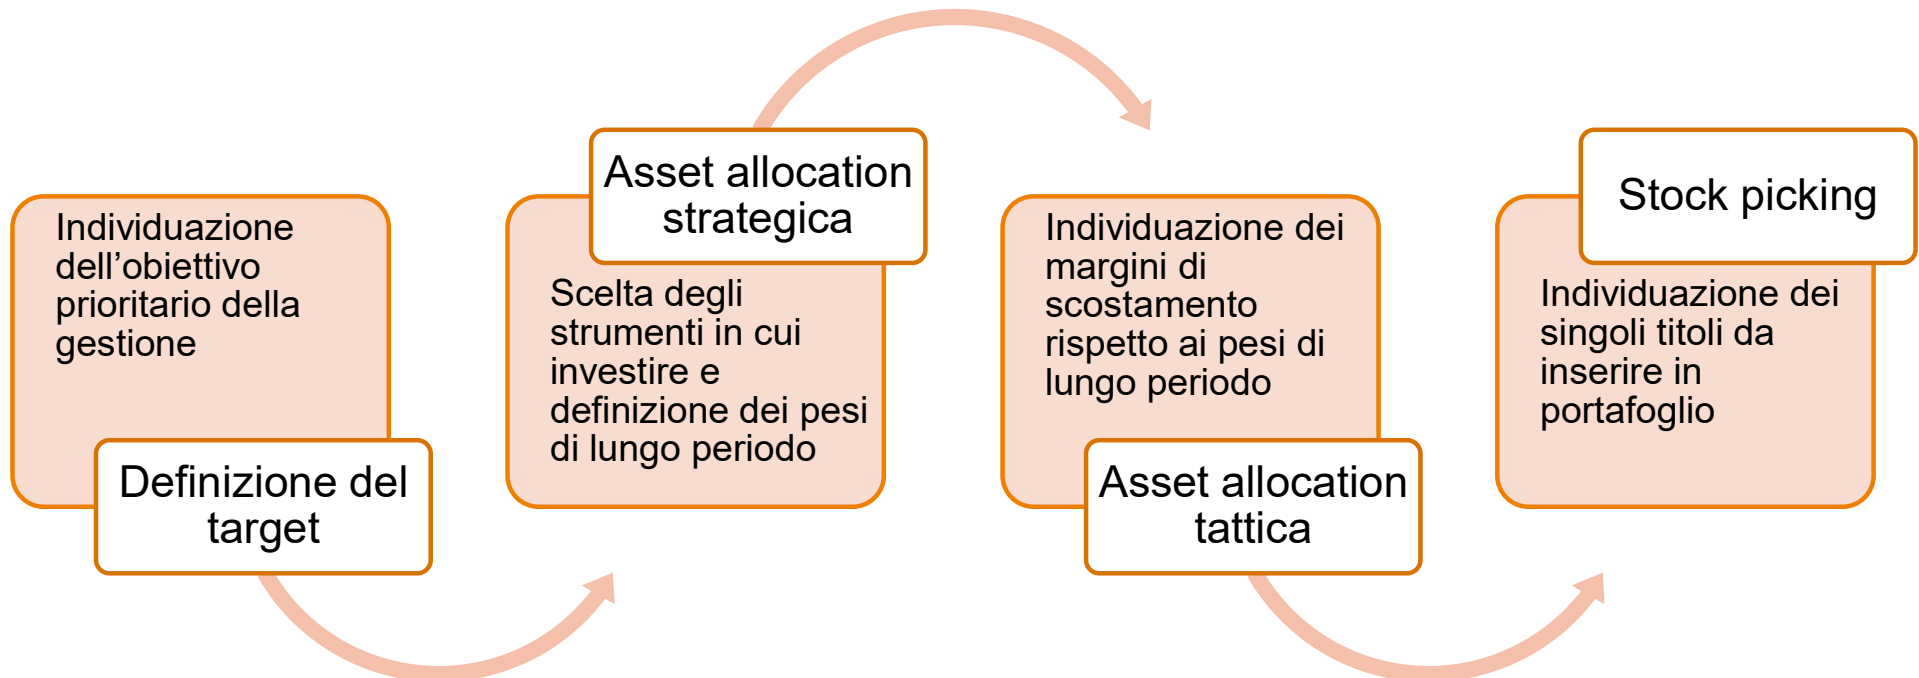 Individuazione
dell’obiettivo
prioritario della
gestione
Definizione del
target
Asset allocation
strategica
Scelta degli
strumenti in cui
investire e
definizione dei pesi
di lungo periodo
Individuazione dei
margini di
scostamento
rispetto ai pesi di
lungo periodo
Asset allocation
tattica
Stock picking
Individuazione dei
singoli titoli da
inserire in
portafoglio